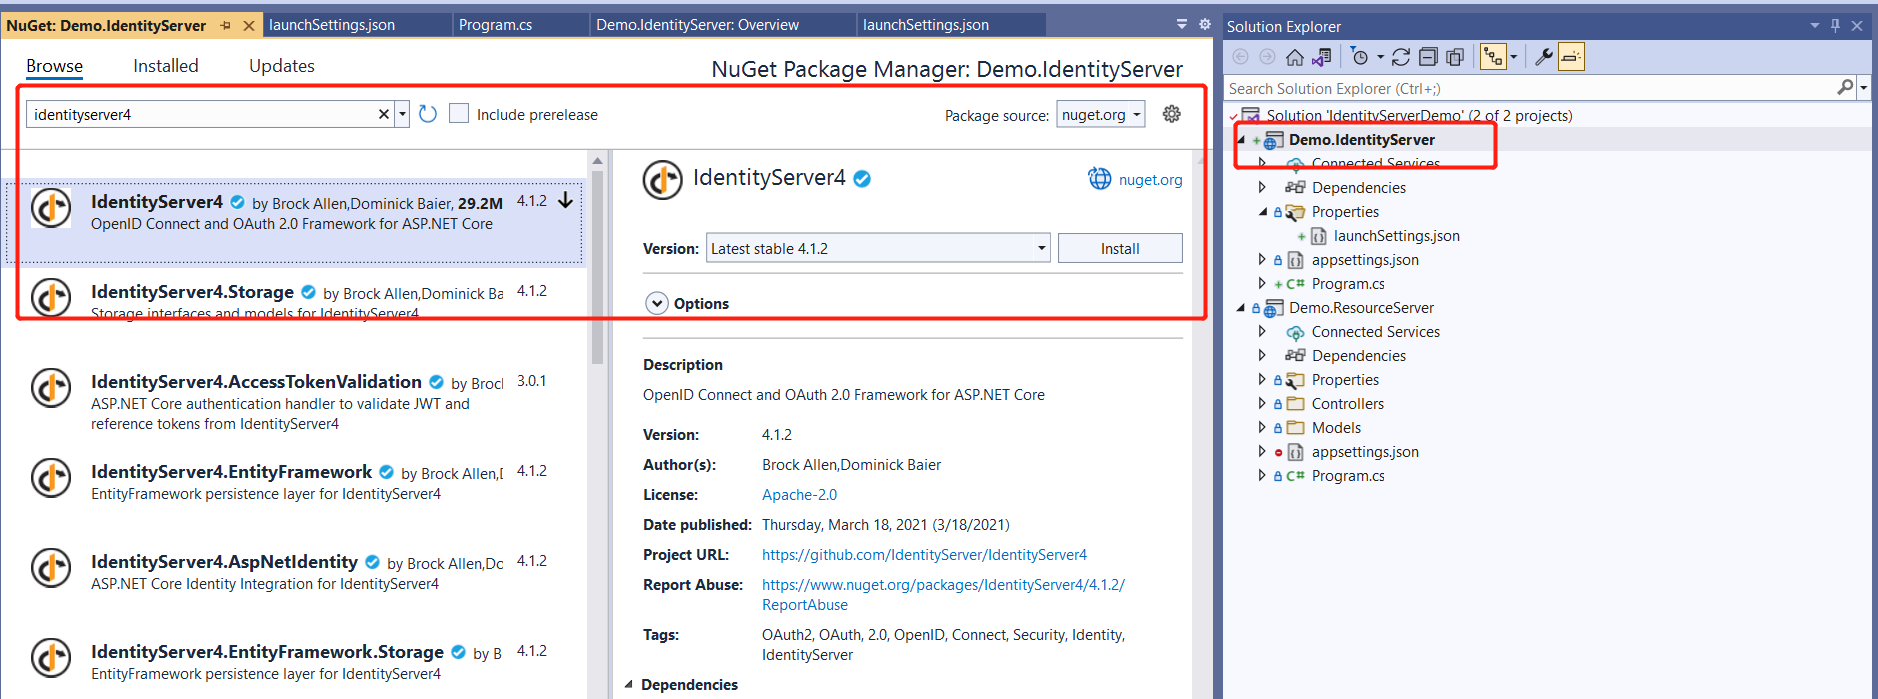 NuGet: Demo.IdentityServer
launchSettings.json
Program.cs
Demo.IdentityServer: Overview
launchSettings.json
Browse
Installed
Updates
NuGet Package Manager: Demo.IdentityServer
identityserver4
Include prerelease
Package source:
nuget.org
IdentityServer4 by Brock Allen,Dominick Baier, 29.2M
4.1.2
OpenID Connect and OAuth 2.0 Framework for ASP.NET Core
IdentityServer4.Storage by Brock Allen,Dominick Ba
4.1.2
Storage interfaces and models for IdentityServer4
IdentityServer4.AccessTokenValidation by Broc
3.0.1
ASP.NET Core authentication handler to validate JWT and
reference tokens from IdentityServer4
IdentityServer4.EntityFramework by Brock Allen,
4.1.2
EntityFramework persistence layer for IdentityServer4
IdentityServer4.AspNetIdentity by Brock Allen,Dc
4.1.2
ASP.NET Core Identity Integration for IdentityServer4
IdentityServer4.EntityFramework.Storage by B
4.1.2
EntityFramework persistence layer for IdentityServer4
IdentityServer4
nuget.org
Version:
Latest stable 4.1.2
Install
Options
Description
OpenID Connect and OAuth 2.0 Framework for ASP.NET Core
Version: 4.1.2
Author(s): Brock Allen,Dominick Baier
License: Apache-2.0
Date published: Thursday, March 18, 2021 (3/18/2021)
Project URL: https://github.com/IdentityServer/IdentityServer4
Report Abuse: https://www.nuget.org/packages/IdentityServer4/4.1.2/
ReportAbuse
Tags: OAuth2, OAuth, 2.0, OpenID, Connect, Security, Identity,
IdentityServer
Dependencies
Solution Explorer
Search Solution Explorer (Ctrl+;)
Solution 'IdentityServerDemo' (2 of 2 projects)
Demo.IdentityServer
Connected Services
Dependencies
Properties
launchSettings.json
appsettings.json
C# Program.cs
Demo.ResourceServer
Connected Services
Dependencies
Properties
Controllers
Models
appsettings.json
C# Program.cs